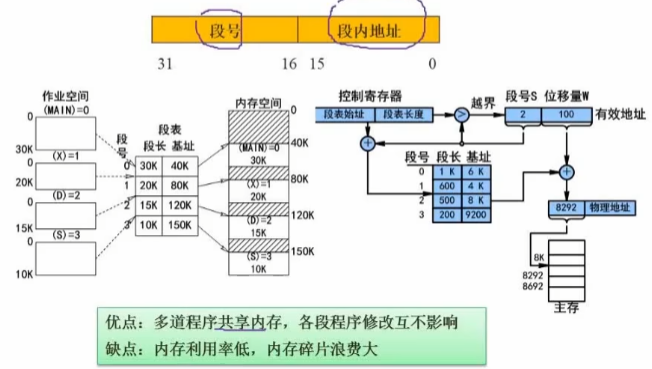 段号 段内地址
31 16 15 0
作业空间
(MAIN)=0
0
30K
(X)=1
0
20K
(D)=2
0
15K
(S)=3
0
10K
段表
段号 段长 基址
0 30K 40K
1 20K 80K
2 15K 120K
3 10K 150K
内存空间
0
40K
(MAIN)=0
30K
80K
(X)=1
20K
120K
(D)=2
15K
150K
(S)=3
10K
控制寄存器
段表始址 段表长度
>
越界
段号S 位移量W
2 100 有效地址
+
段号 段长 基址
0 1 K 6 K
1 600 4 K
2 500 8 K
3 200 9200
+
8292 物理地址
8K
8292
8692
主存
优点：多道程序共享内存，各段程序修改互不影响
缺点：内存利用率低，内存碎片浪费大